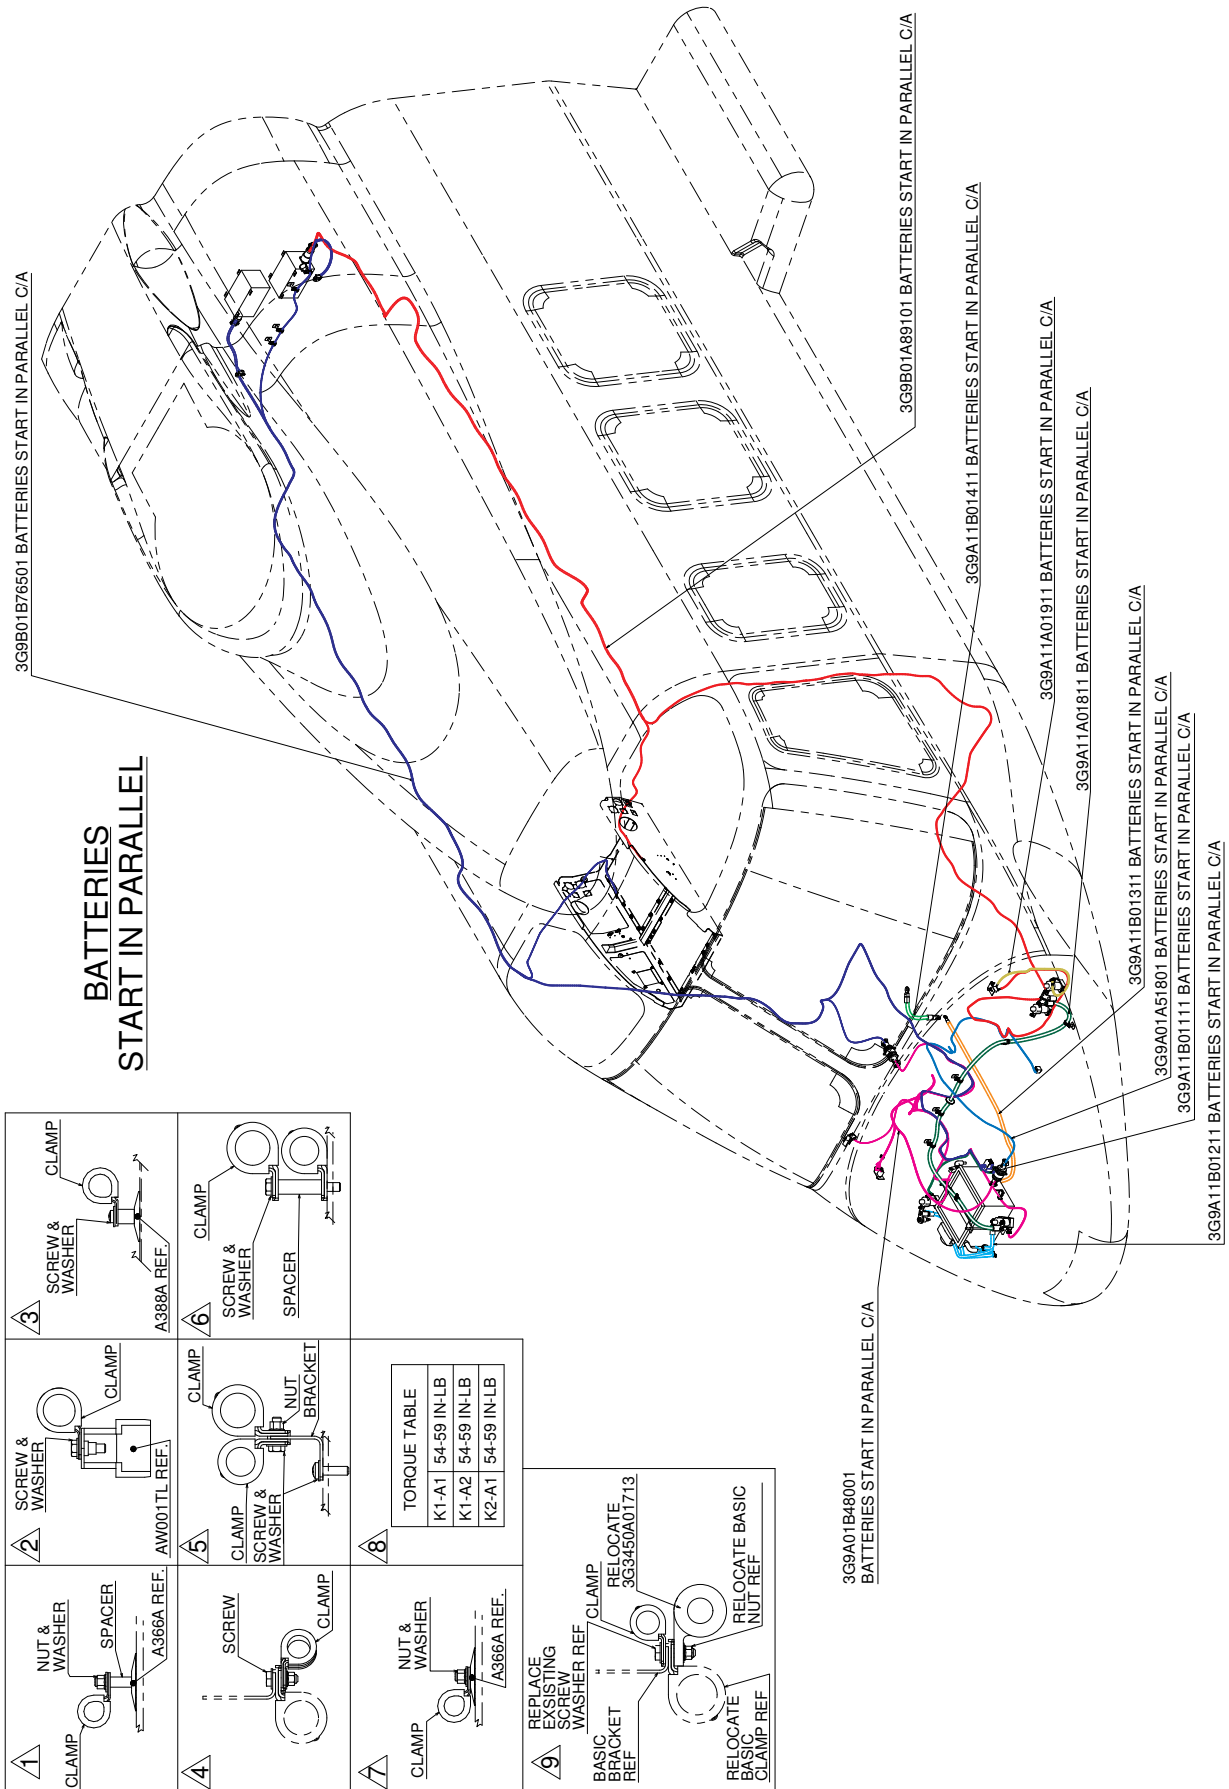 BATTERIES
START IN PARALLEL
1
CLAMP
NUT &
WASHER
SPACER
A366A REF.
2
SCREW &
WASHER
CLAMP
AW001TL REF.
3
SCREW &
WASHER
CLAMP
A388A REF.
4
SCREW
CLAMP
5
CLAMP
CLAMP
SCREW &
WASHER
NUT
BRACKET
6
CLAMP
SCREW &
WASHER
SPACER
7
CLAMP
NUT &
WASHER
A366A REF.
8
TORQUE TABLE
K1-A1 54-59 IN-LB
K1-A2 54-59 IN-LB
K2-A1 54-59 IN-LB
9
REPLACE
EXSISTING
SCREW
WASHER REF
BASIC
BRACKET
REF
CLAMP
RELOCATE
3G3450A01713
RELOCATE BASIC
NUT REF
RELOCATE
BASIC
CLAMP REF
3G9B01B76501 BATTERIES START IN PARALLEL C/A
3G9B01A89101 BATTERIES START IN PARALLEL C/A
3G9A11B01411 BATTERIES START IN PARALLEL C/A
3G9A11A01911 BATTERIES START IN PARALLEL C/A
3G9A11A01811 BATTERIES START IN PARALLEL C/A
3G9A11B01311 BATTERIES START IN PARALLEL C/A
3G9A01A51801 BATTERIES START IN PARALLEL C/A
3G9A11B01111 BATTERIES START IN PARALLEL C/A
3G9A11B01211 BATTERIES START IN PARALLEL C/A
3G9A01B48001
BATTERIES START IN PARALLEL C/A